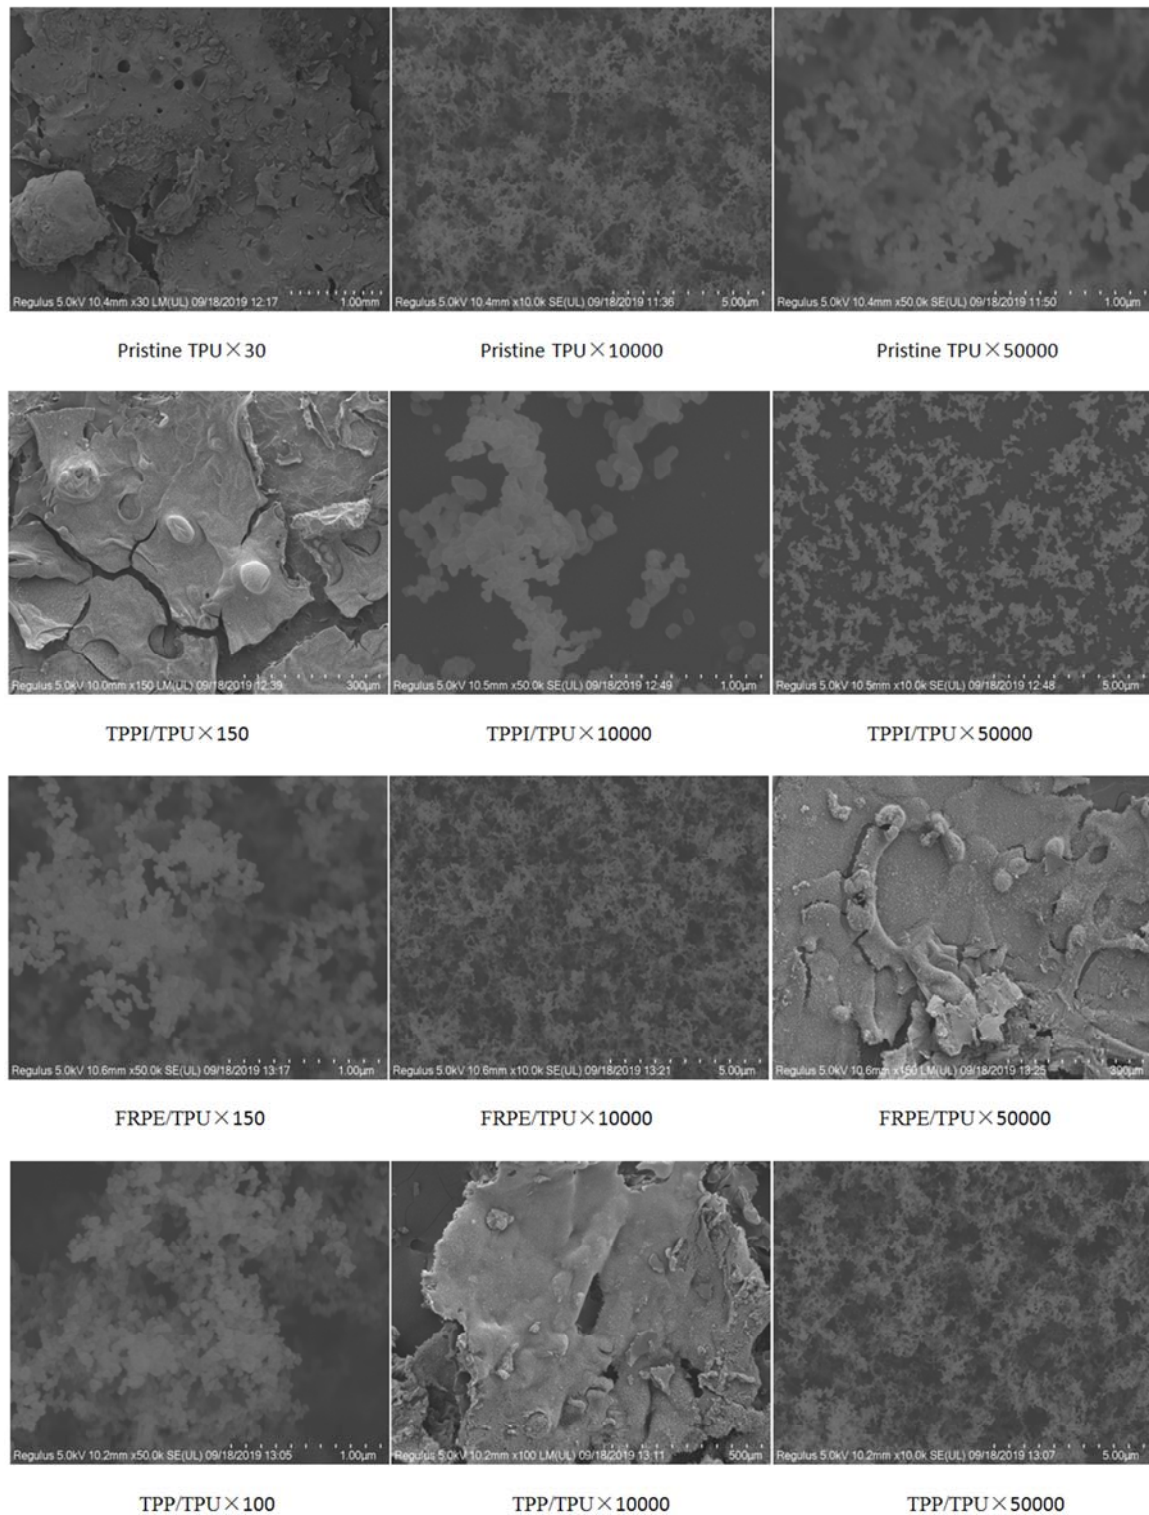 Regulus 5.0kV 10.4mm x30 LM(UL) 09/18/2019 12:17 1.00mm
Regulus 5.0kV 10.4mm x10.0k SE(UL) 09/18/2019 11:36 5.00µm
Regulus 5.0kV 10.4mm x50.0k SE(UL) 09/18/2019 11:50 1.00µm
Pristine TPU×30
Pristine TPU×10000
Pristine TPU×50000
Regulus 5.0kV 10.0mm x150 LM(UL) 09/18/2019 12:39 300µm
Regulus 5.0kV 10.5mm x50.0k SE(UL) 09/18/2019 12:49 1.00µm
Regulus 5.0kV 10.5mm x10.0k SE(UL) 09/18/2019 12:48 5.00µm
TPPI/TPU×150
TPPI/TPU×10000
TPPI/TPU×50000
Regulus 5.0kV 10.6mm x50.0k SE(UL) 09/18/2019 13:17 1.00µm
Regulus 5.0kV 10.6mm x10.0k SE(UL) 09/18/2019 13:21 5.00µm
Regulus 5.0kV 10.6mm x150 LM(UL) 09/18/2019 13:25 300µm
FRPE/TPU×150
FRPE/TPU×10000
FRPE/TPU×50000
Regulus 5.0kV 10.2mm x50.0k SE(UL) 09/18/2019 13:05 1.00µm
Regulus 5.0kV 10.2mm x100 LM(UL) 09/18/2019 13:11 500µm
Regulus 5.0kV 10.2mm x10.0k SE(UL) 09/18/2019 13:07 5.00µm
TPP/TPU×100
TPP/TPU×10000
TPP/TPU×50000